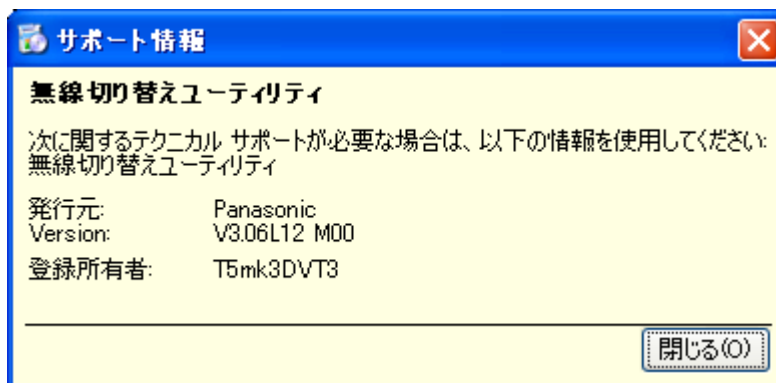 サポート情報
無線切り替えユーティリティ
次に関するテクニカル サポートが必要な場合は、以下の情報を使用してください:
無線切り替えユーティリティ
発行元: Panasonic
Version: V3.06L12 M00
登録所有者: T5mk3DVT3
閉じる(O)